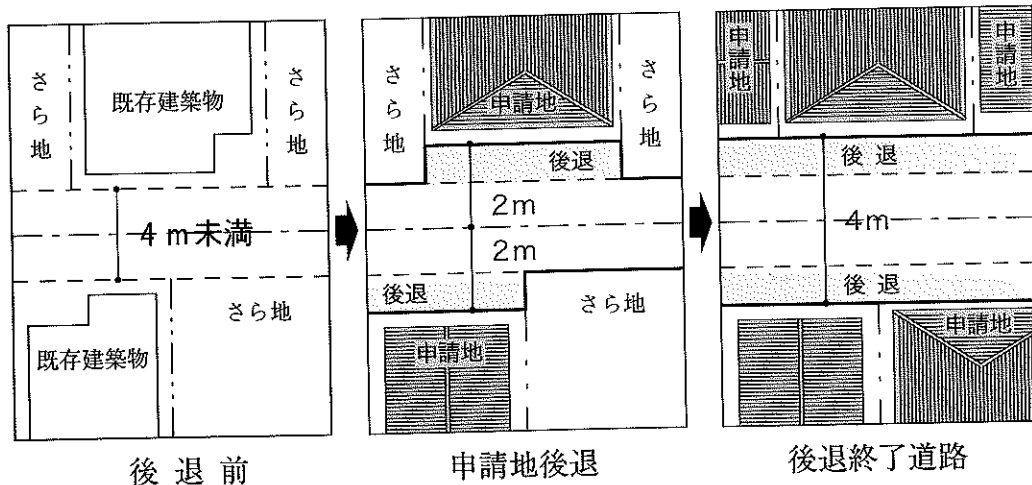 さら地
既存建築物
さら地
4m未満
さら地
既存建築物
後退前
さら地
申請地
さら地
後退
2m
2m
後退
さら地
申請地
申請地後退
申請地
申請地
後退
4m
後退
申請地
後退終了道路